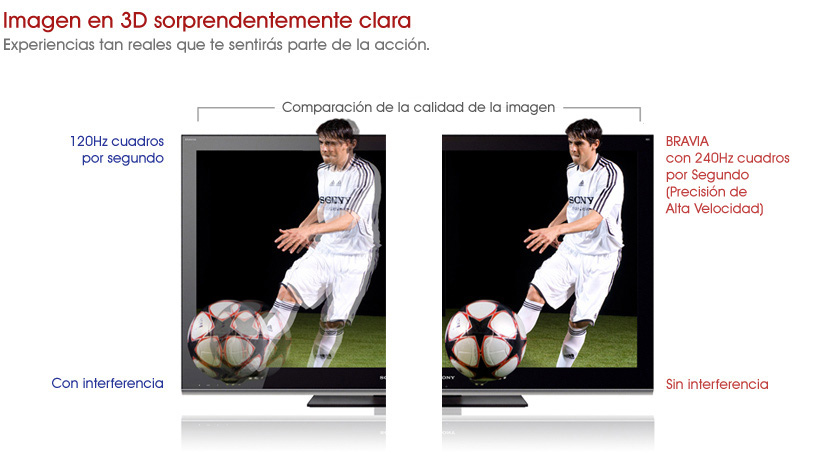 Imagen en 3D sorprendentemente clara
Experiencias tan reales que te sentirás parte de la acción.
Comparación de la calidad de la imagen
120Hz cuadros
por segundo
BRAVIA
con 240Hz cuadros
por Segundo
(Precisión de
Alta Velocidad)
SONY
SONY
Con interferencia
SO
NY
Sin interferencia